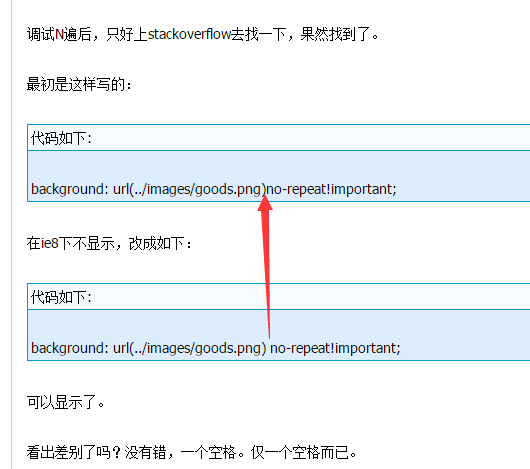 调试N遍后，只好上stackoverflow去找一下，果然找到了。
最初是这样写的：
代码如下:
background: url(../images/goods.png)no-repeat!important;
在ie8下不显示，改成如下：
代码如下:
background: url(../images/goods.png) no-repeat!important;
可以显示了。
看出差别了吗？没有错，一个空格。仅一个空格而已。